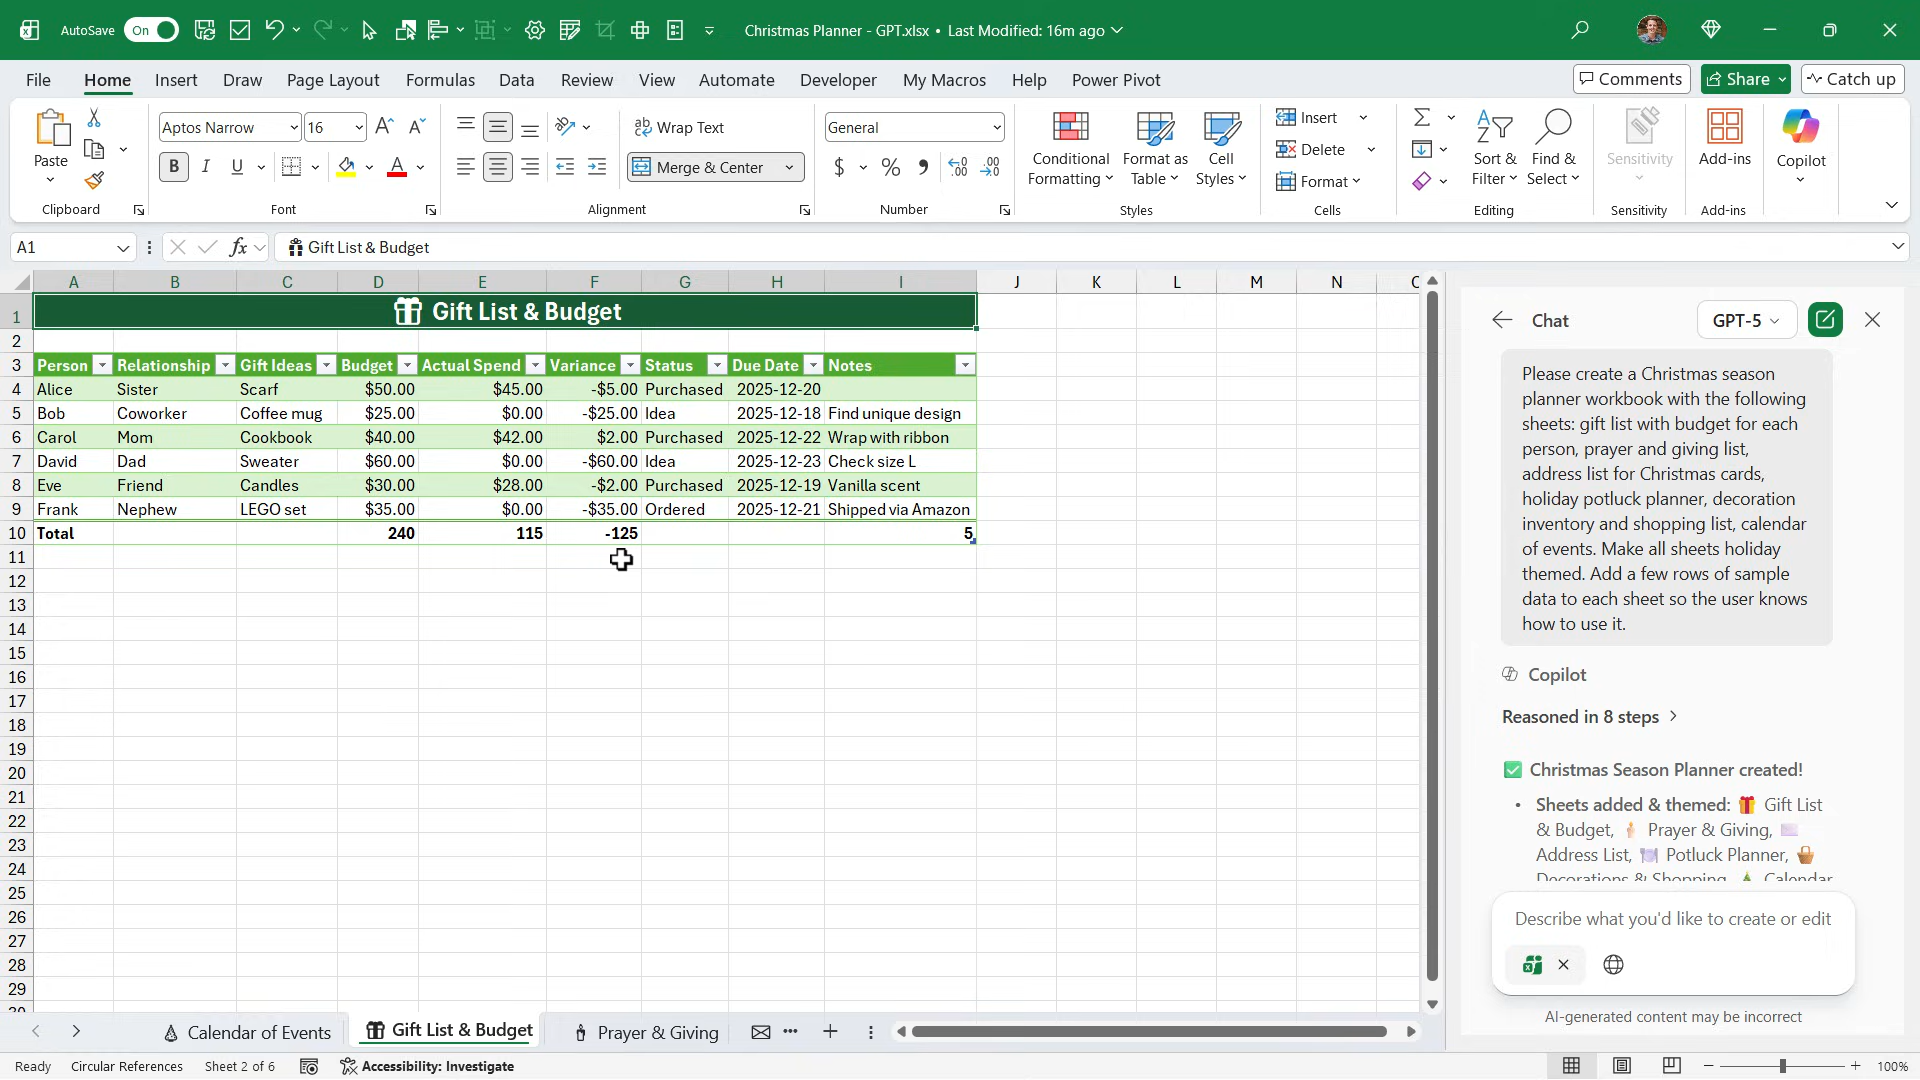 AutoSave On Christmas Planner - GPT.xlsx • Last Modified: 16m ago
File Home Insert Draw Page Layout Formulas Data Review View Automate Developer My Macros Help Power Pivot Comments Share Catch up
Paste
Aptos Narrow 16
Wrap Text
Merge & Center
General
Conditional Formatting
Format as Table
Cell Styles
Insert
Delete
Format
Sort & Filter
Find & Select
Sensitivity
Add-ins
Copilot
Clipboard Font Alignment Number Styles Cells Editing Sensitivity Add-ins
A1 fx Gift List & Budget
A B C D E F G H I J K L M N
1 Gift List & Budget
2
3 Person Relationship Gift Ideas Budget Actual Spend Variance Status Due Date Notes
4 Alice Sister Scarf $50.00 $45.00 -$5.00 Purchased 2025-12-20
5 Bob Coworker Coffee mug $25.00 $0.00 -$25.00 Idea 2025-12-18 Find unique design
6 Carol Mom Cookbook $40.00 $42.00 $2.00 Purchased 2025-12-22 Wrap with ribbon
7 David Dad Sweater $60.00 $0.00 -$60.00 Idea 2025-12-23 Check size L
8 Eve Friend Candles $30.00 $28.00 -$2.00 Purchased 2025-12-19 Vanilla scent
9 Frank Nephew LEGO set $35.00 $0.00 -$35.00 Ordered 2025-12-21 Shipped via Amazon
10 Total 240 115 -125 5
11
12
13
14
15
16
17
18
19
20
21
22
23
24
25
26
27
28
29
Chat GPT-5
Please create a Christmas season
planner workbook with the following
sheets: gift list with budget for each
person, prayer and giving list,
address list for Christmas cards,
holiday potluck planner, decoration
inventory and shopping list, calendar
of events. Make all sheets holiday
themed. Add a few rows of sample
data to each sheet so the user knows
how to use it.
Copilot
Reasoned in 8 steps
Christmas Season Planner created!
• Sheets added & themed: Gift List
& Budget, Prayer & Giving,
Address List, Potluck Planner,
Decorations & Shopping, Calendar
Describe what you'd like to create or edit
AI-generated content may be incorrect
Calendar of Events Gift List & Budget Prayer & Giving
Ready Circular References Sheet 2 of 6 Accessibility: Investigate 100%